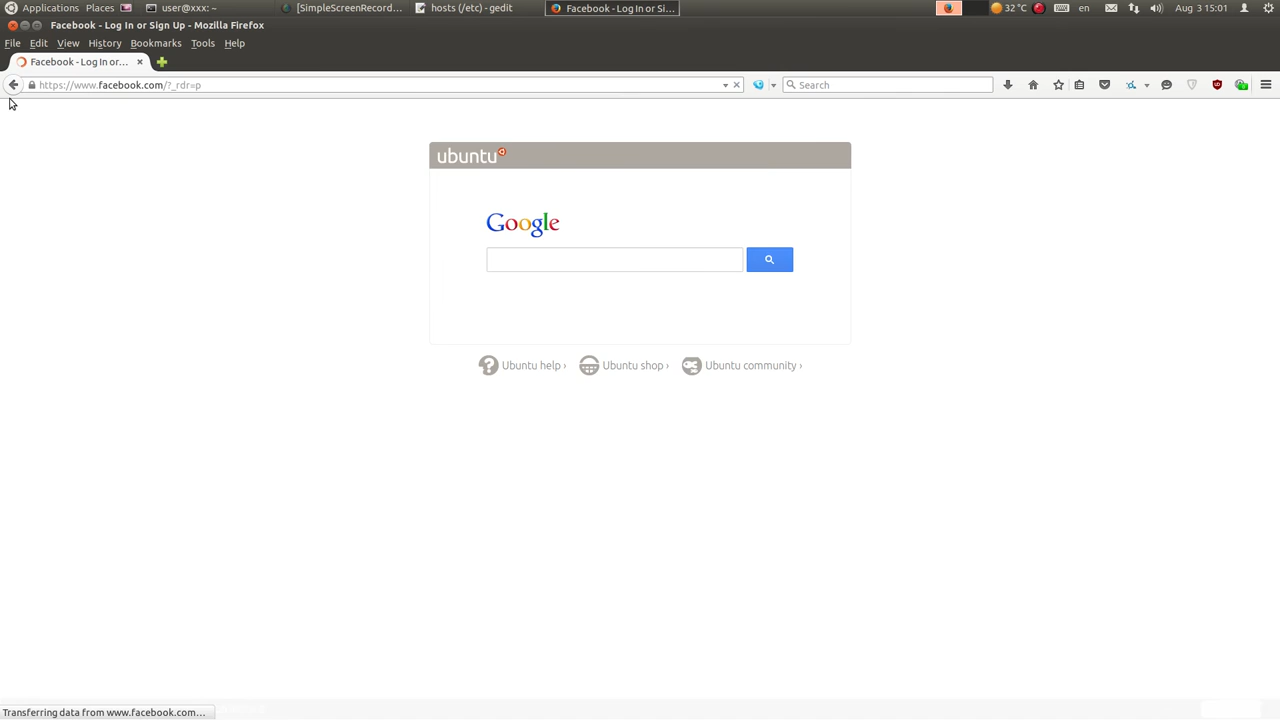 Applications Places user@xxx: ~ [SimpleScreenRecord... hosts (/etc) - gedit Facebook - Log In or Si... 32 °C en Aug 3 15:01
Facebook - Log In or Sign Up - Mozilla Firefox
File Edit View History Bookmarks Tools Help
Facebook - Log In or...
https://www.facebook.com/?_rdr=p Search
ubuntu
Google
Ubuntu help › Ubuntu shop › Ubuntu community ›
Transferring data from www.facebook.com...